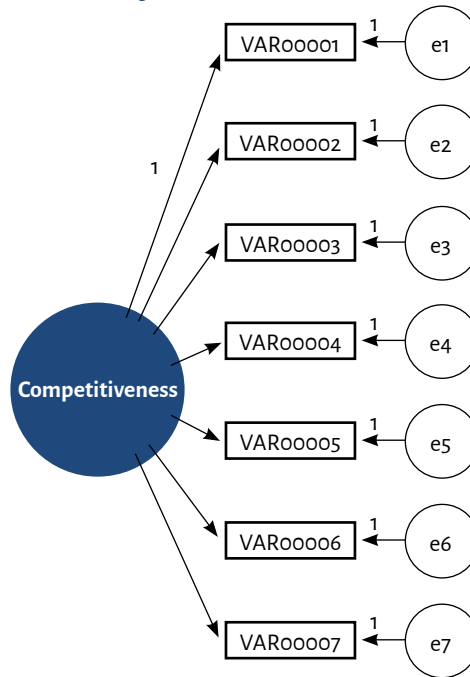 1
VAR00001
1
e1
VAR00002
1
e2
1
VAR00003
1
e3
VAR00004
1
e4
Competitiveness
VAR00005
1
e5
VAR00006
1
e6
VAR00007
1
e7